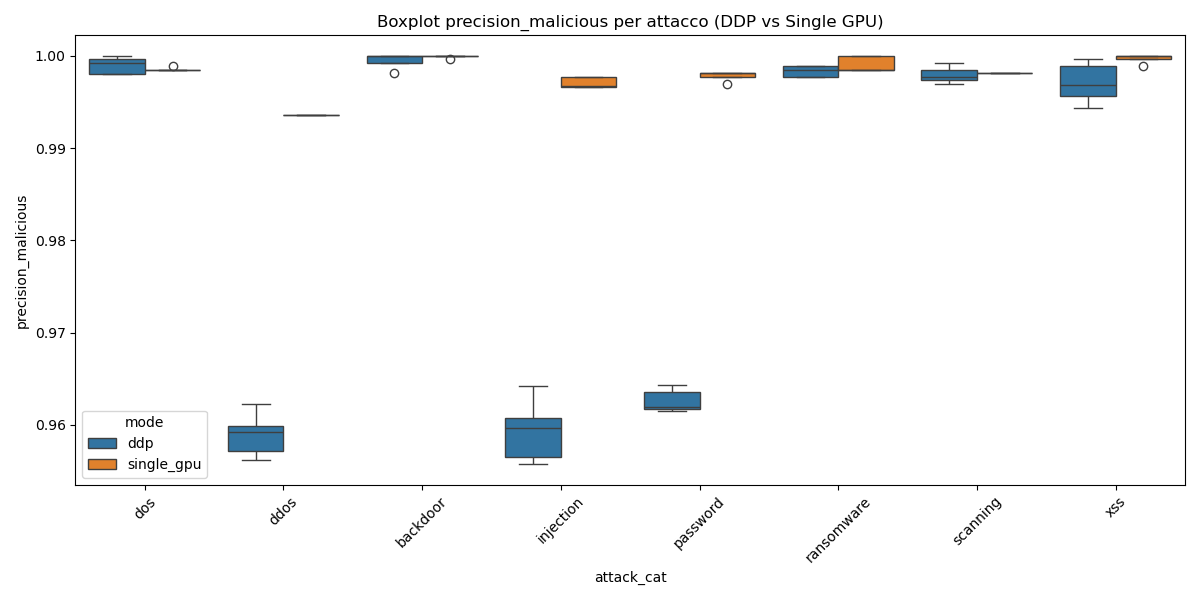 Boxplot precision_malicious per attacco (DDP vs Single GPU)
precision_malicious
1.00
0.99
0.98
0.97
0.96
mode
ddp
single_gpu
dos
ddos
backdoor
injection
password
ransomware
scanning
xss
attack_cat